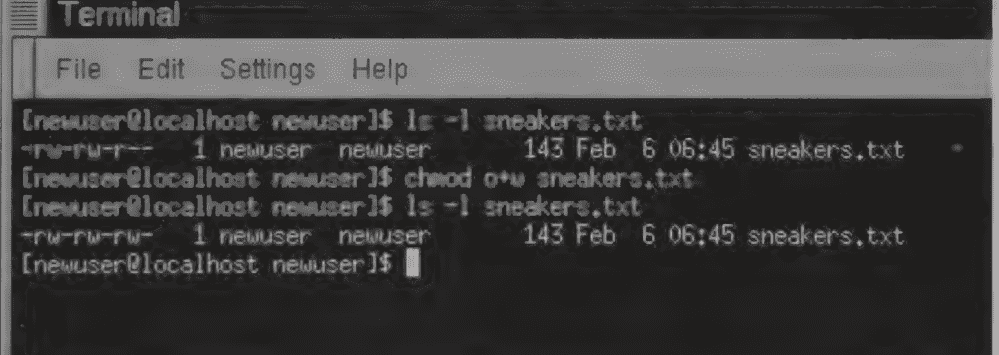 Terminal
File Edit Settings Help
[newuser@localhost newuser]$ ls -l sneakers.txt
-rw-rw-r-- 1 newuser newuser 143 Feb 6 06:45 sneakers.txt
[newuser@localhost newuser]$ chmod o+w sneakers.txt
[newuser@localhost newuser]$ ls -l sneakers.txt
-rw-rw-rw- 1 newuser newuser 143 Feb 6 06:45 sneakers.txt
[newuser@localhost newuser]$